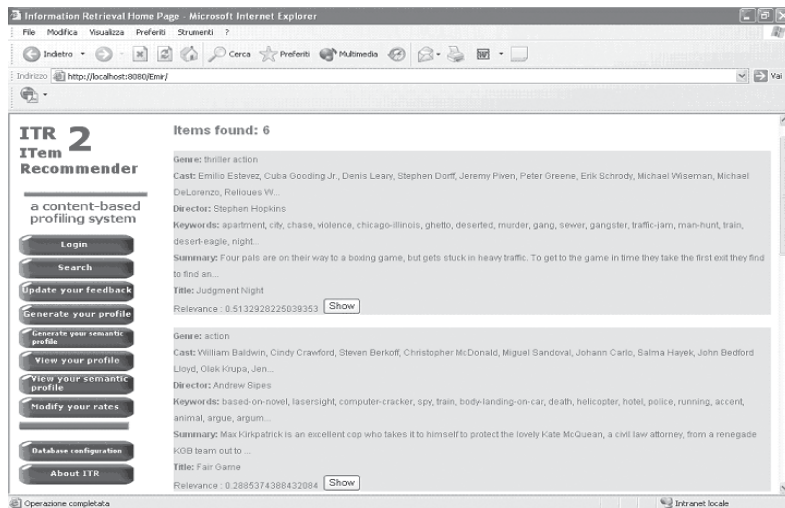 Information Retrieval Home Page - Microsoft Internet Explorer
File Modifica Visualizza Preferiti Strumenti ?
Indietro Cerca Preferiti Multimedia
Indirizzo http://localhost:8080/Emir/ Vai
ITR 2
ITem
Recommender
a content-based
profiling system
Login
Search
Update your feedback
Generate your profile
Generate your semantic
profile
View your profile
View your semantic
profile
Modify your rates
Database configuration
About ITR
Items found: 6
Genre: thriller action
Cast: Emilio Estevez, Cuba Gooding Jr., Denis Leary, Stephen Dorff, Jeremy Piven, Peter Greene, Erik Schrody, Michael Wiseman, Michael
DeLorenzo, Relioues W...
Director: Stephen Hopkins
Keywords: apartment, city, chase, violence, chicago-illinois, ghetto, deserted, murder, gang, sewer, gangster, traffic-jam, man-hunt, train,
desert-eagle, night...
Summary: Four pals are on their way to a boxing game, but gets stuck in heavy traffic. To get to the game in time they take the first exit they find
to find an...
Title: Judgment Night
Relevance : 0.5132928225039353 Show
Genre: action
Cast: William Baldwin, Cindy Crawford, Steven Berkoff, Christopher McDonald, Miguel Sandoval, Johann Carlo, Salma Hayek, John Bedford
Lloyd, Olek Krupa, Jen...
Director: Andrew Sipes
Keywords: based-on-novel, lasersight, computer-cracker, spy, train, body-landing-on-car, death, helicopter, hotel, police, running, accent,
animal, argue, argum...
Summary: Max Kirkpatrick is an excellent cop who takes it to himself to protect the lovely Kate McQuean, a civil law attorney, from a renegade
KGB team out to ...
Title: Fair Game
Relevance : 0.2885374388432084 Show
Operazione completata Intranet locale